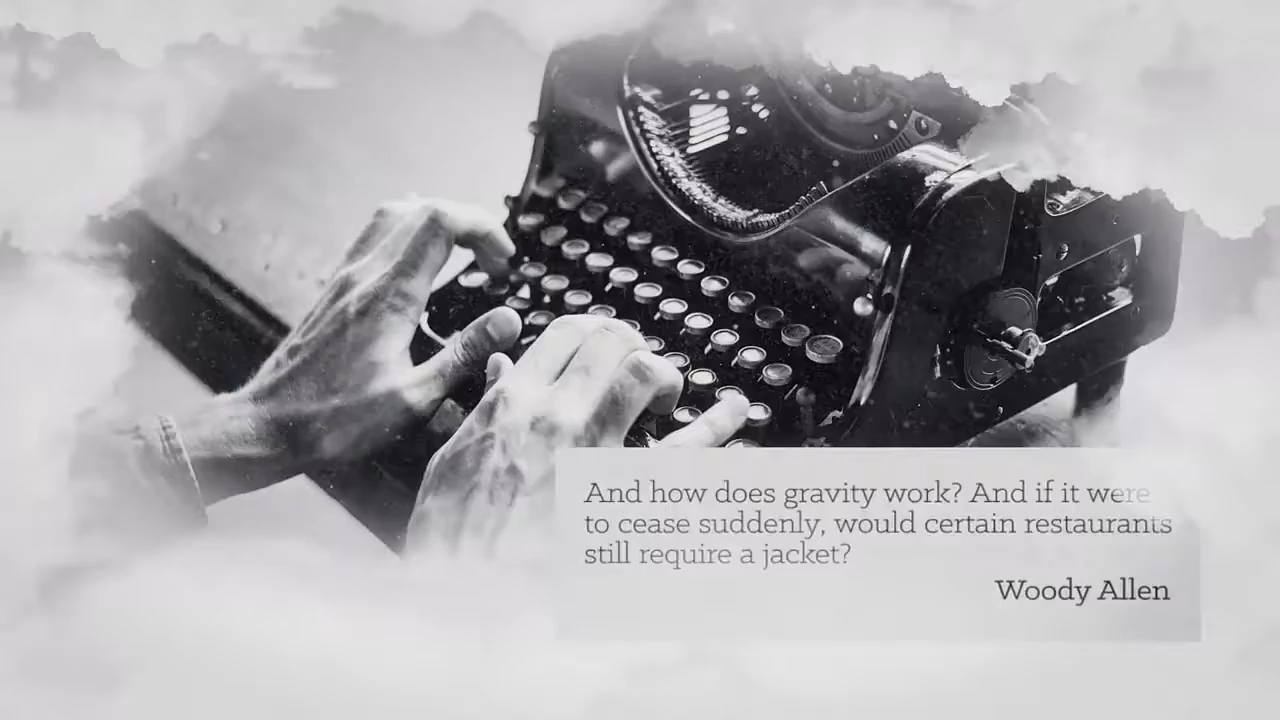 And how does gravity work? And if it were
to cease suddenly, would certain restaurants
still require a jacket?
Woody Allen